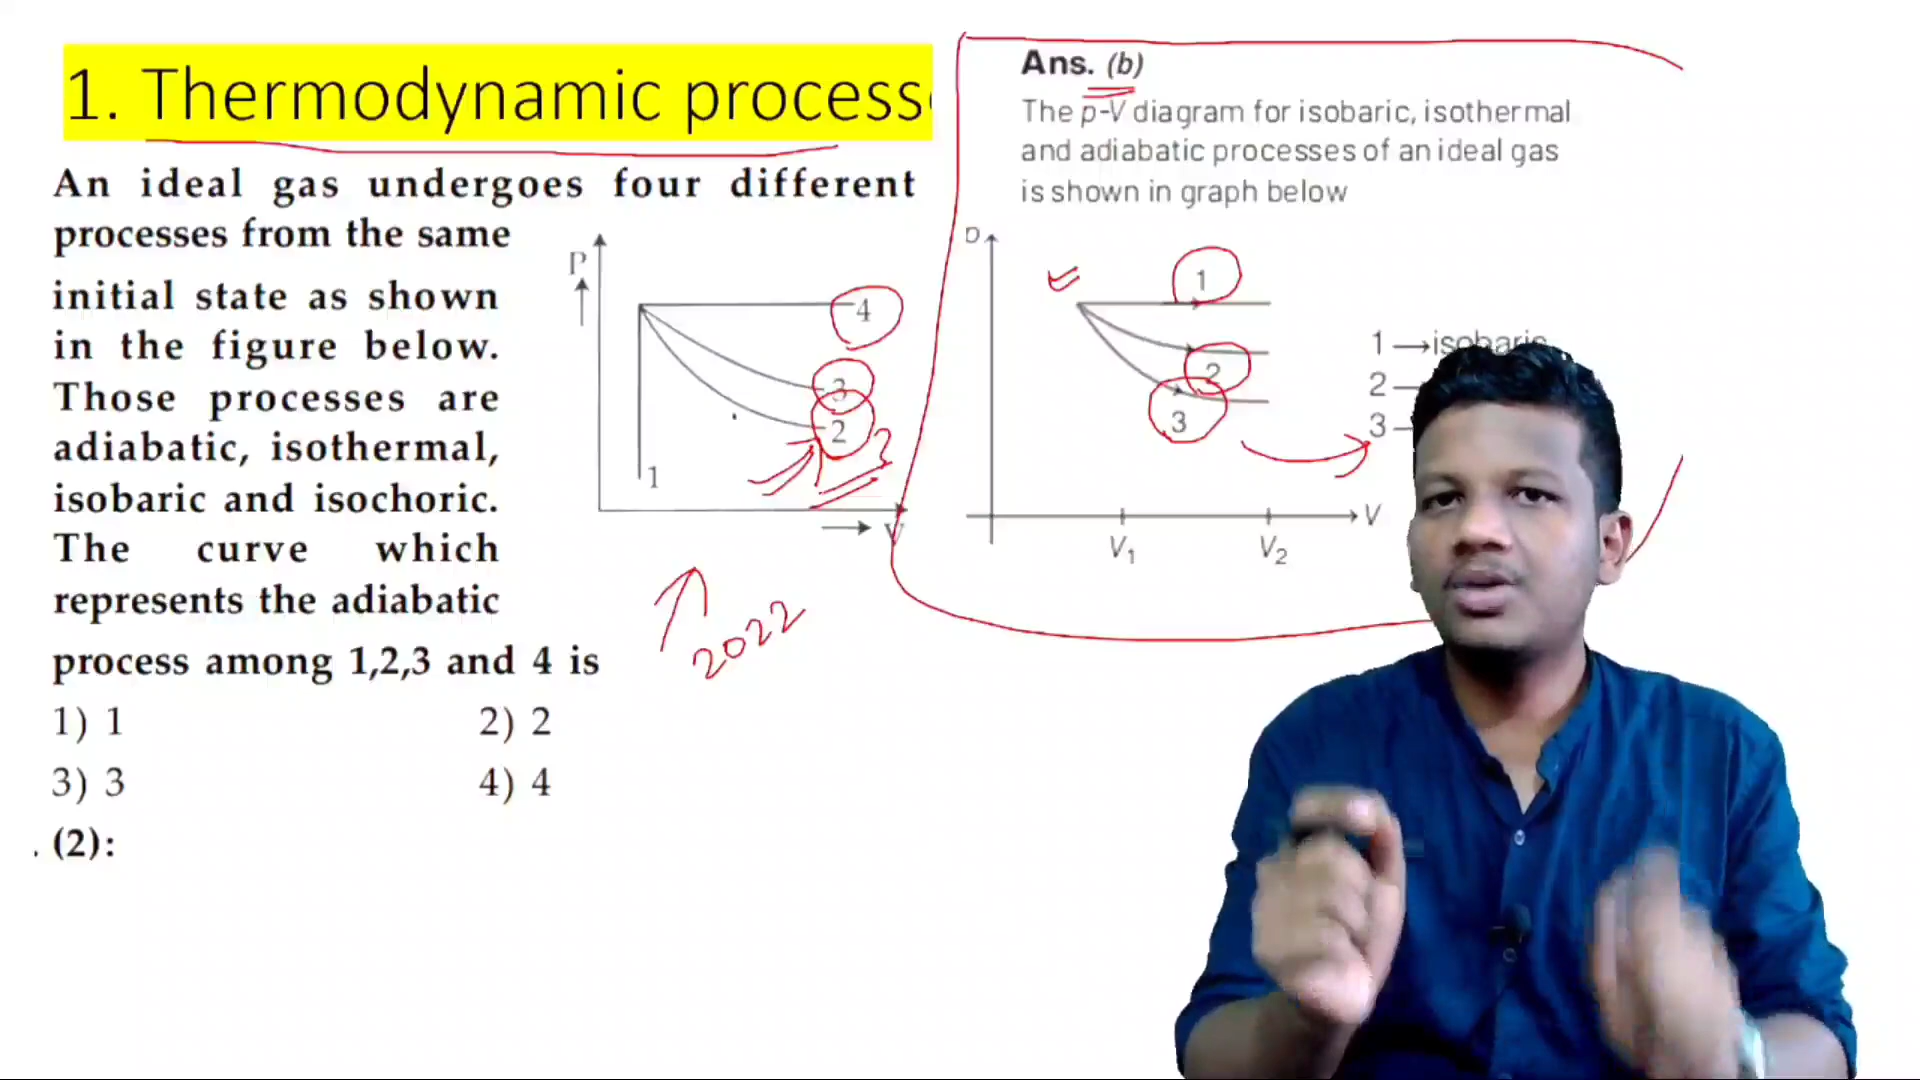 1. Thermodynamic process
An ideal gas undergoes four different
processes from the same
initial state as shown
in the figure below.
Those processes are
adiabatic, isothermal,
isobaric and isochoric.
The curve which
represents the adiabatic
process among 1,2,3 and 4 is
1) 1
2) 2
3) 3
4) 4
. (2):
P
4
3
2
1
V
2022
Ans. (b)
The p-V diagram for isobaric, isothermal
and adiabatic processes of an ideal gas
is shown in graph below
1
2
3
V
V1
V2
1→isobaric
2
3